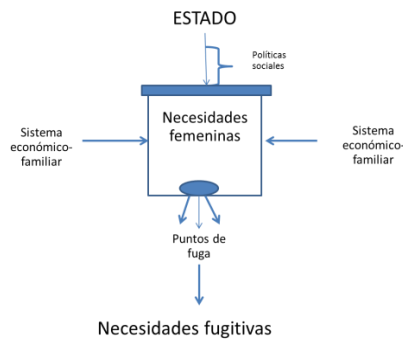 ESTADO
Políticas
sociales
Necesidades
femeninas
Sistema
económico-
familiar
Sistema
económico-
familiar
Puntos de
fuga
Necesidades fugitivas